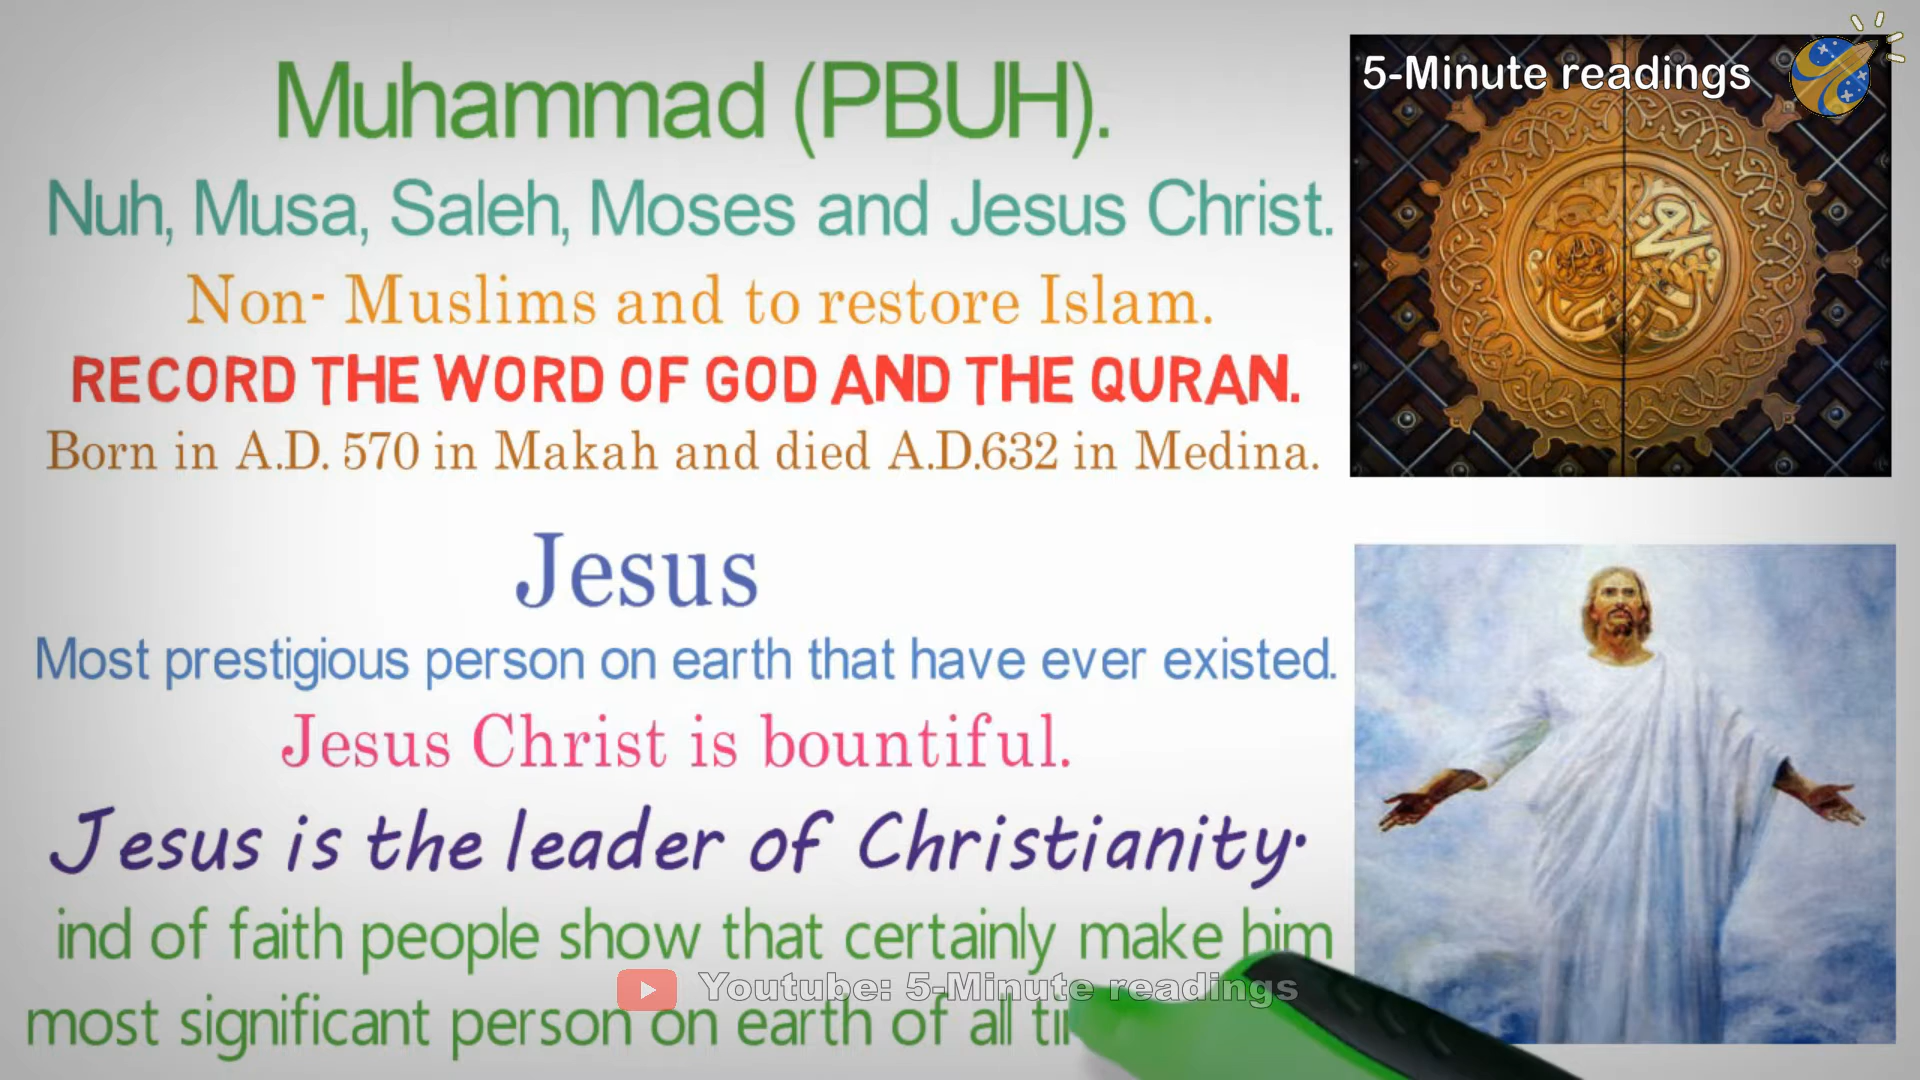 Muhammad (PBUH).
5-Minute readings
Nuh, Musa, Saleh, Moses and Jesus Christ.
Non- Muslims and to restore Islam.
RECORD THE WORD OF GOD AND THE QURAN.
Born in A.D. 570 in Makah and died A.D.632 in Medina.
Jesus
Most prestigious person on earth that have ever existed.
Jesus Christ is bountiful.
Jesus is the leader of Christianity.
ind of faith people show that certainly make him
Youtube: 5-Minute readings
most significant person on earth of all